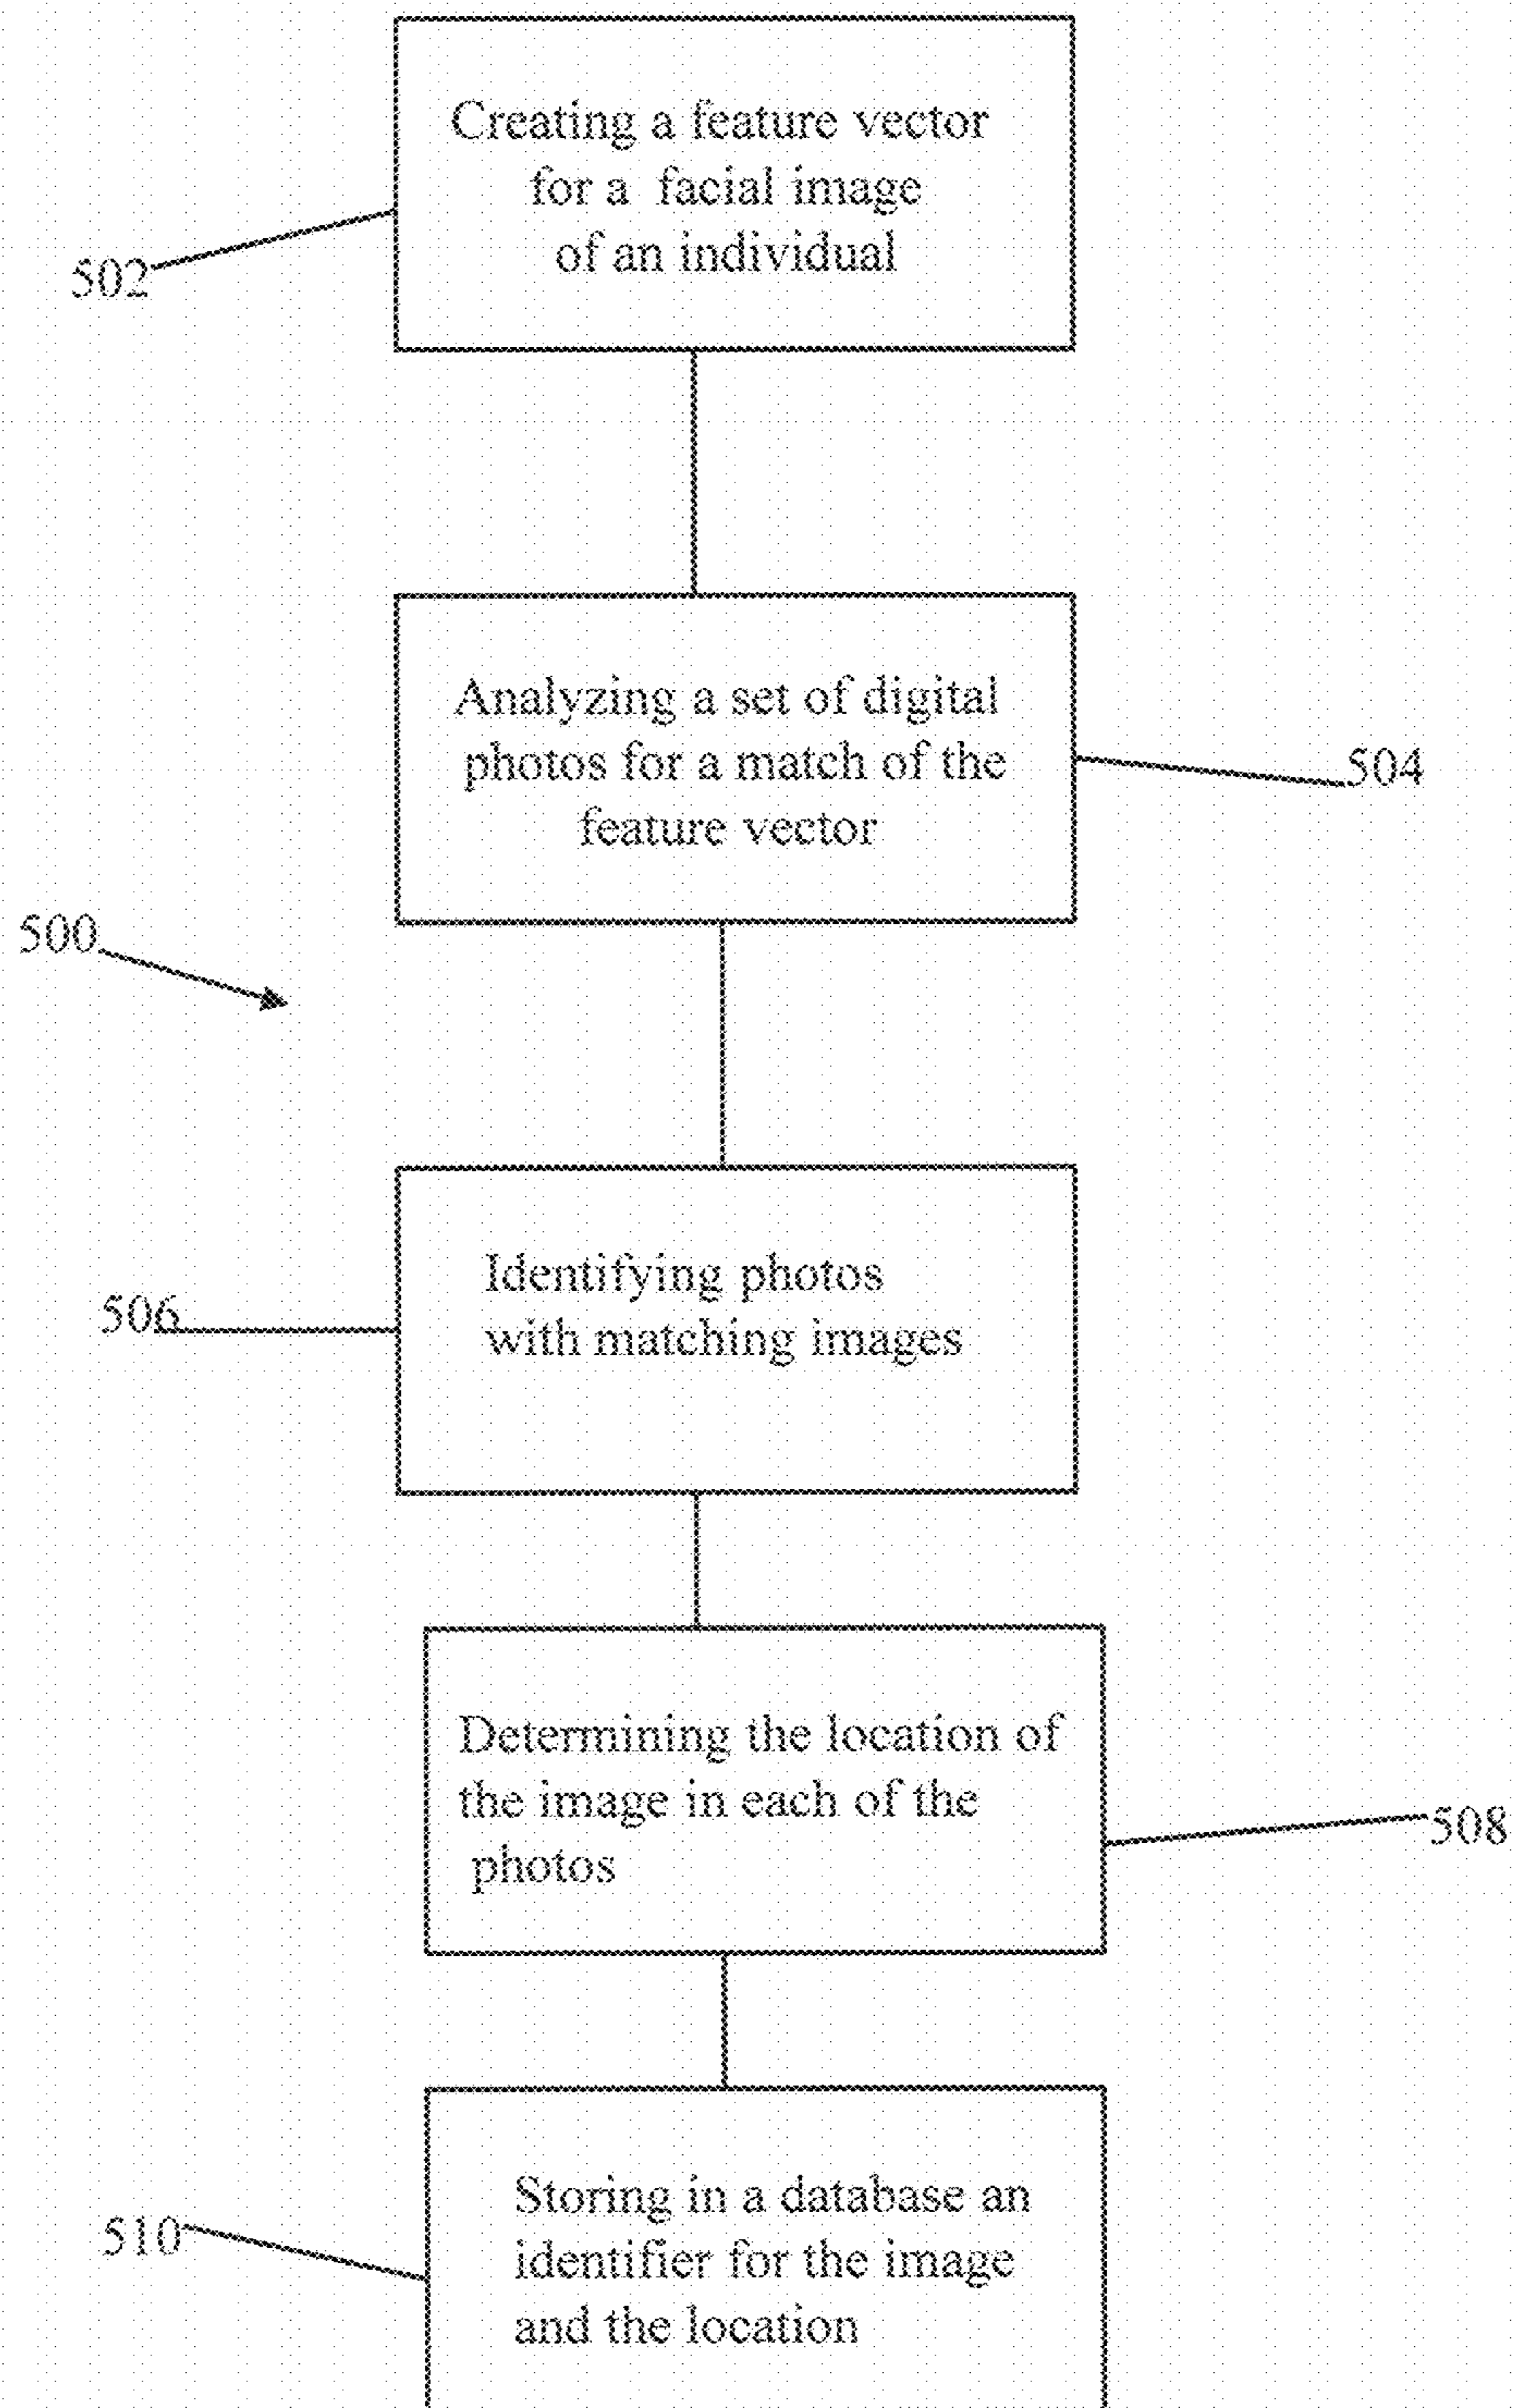 Creating a feature vector
for a facial image
of an individual
502
Analyzing a set of digital
photos for a match of the
feature vector
504
500
Identifying photos
with matching images
506
Determining the location of
the image in each of the
photos
508
Storing in a database an
identifier for the image
and the location
510